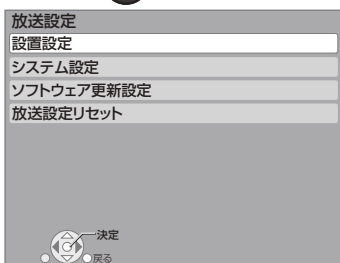 放送設定
設置設定
システム設定
ソフトウェア更新設定
放送設定リセット
決定
戻る